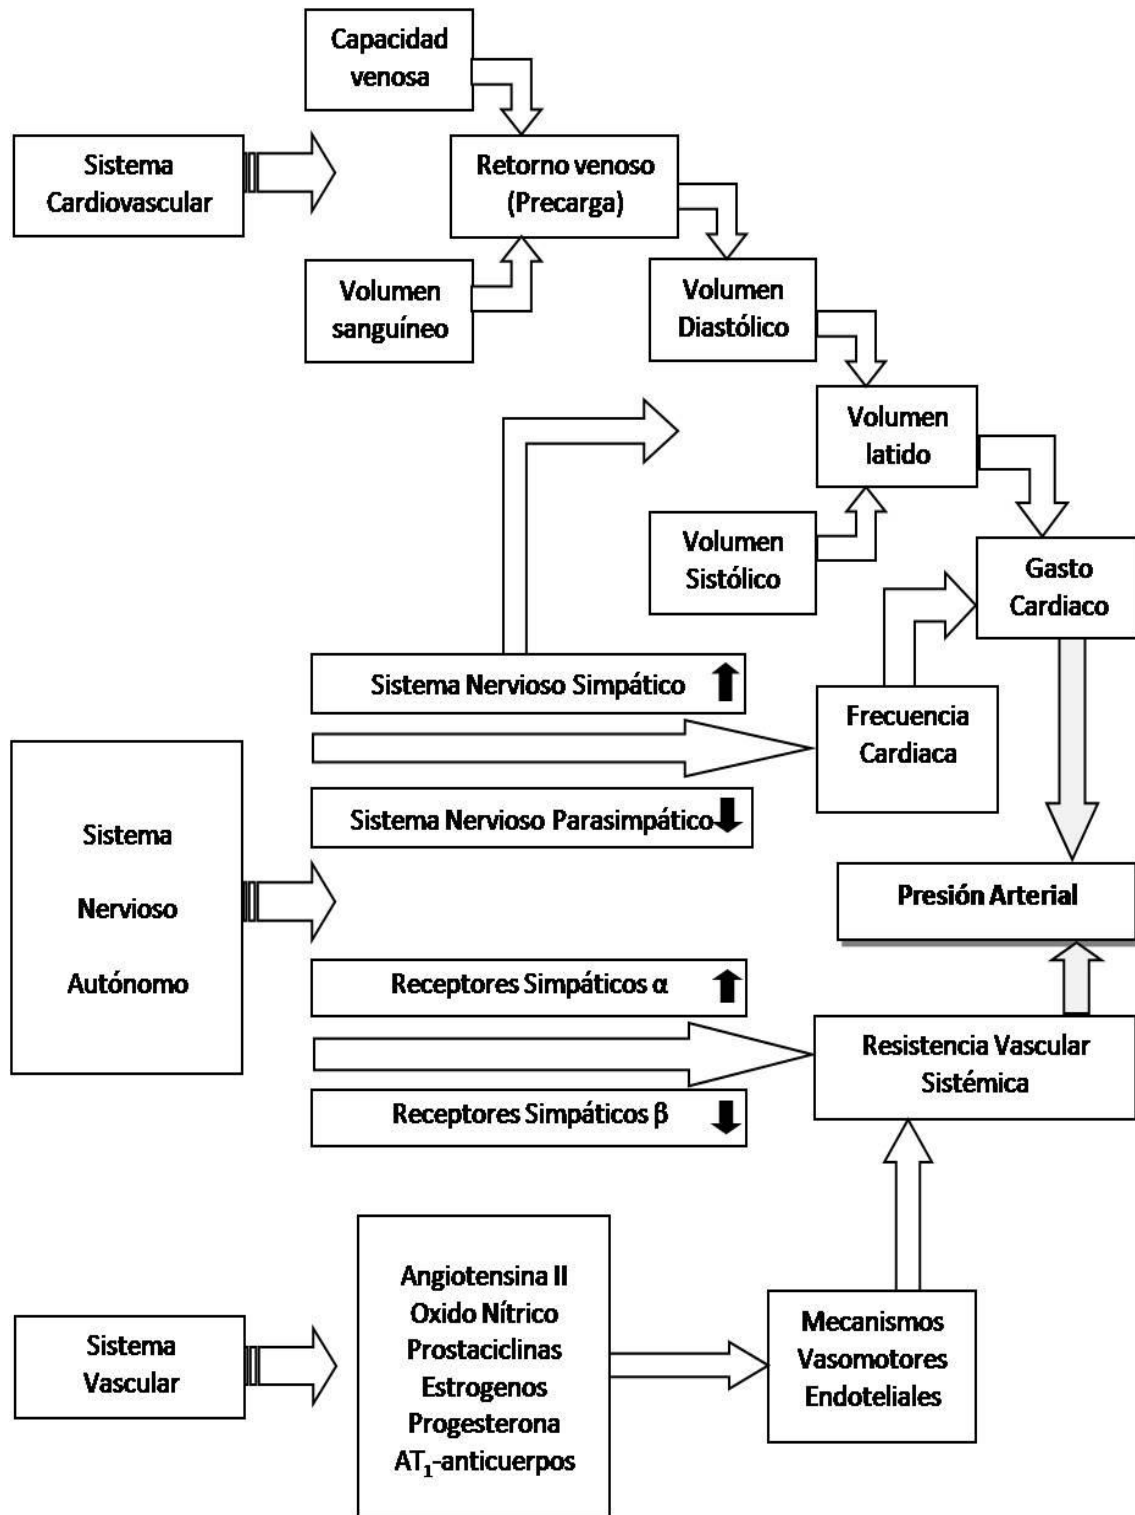 Capacidad
venosa
Sistema
Cardiovascular
Retorno venoso
(Precarga)
Volumen
sanguíneo
Volumen
Diastólico
Volumen
latido
Volumen
Sistólico
Gasto
Cardiaco
Sistema Nervioso Simpático
Frecuencia
Cardiaca
Sistema Nervioso Parasimpático
Sistema
Nervioso
Autónomo
Presión Arterial
Receptores Simpáticos α
Resistencia Vascular
Sistémica
Receptores Simpáticos β
Sistema
Vascular
Angiotensina II
Oxido Nítrico
Prostaciclinas
Estrogenos
Progesterona
AT₁-anticuerpos
Mecanismos
Vasomotores
Endoteliales